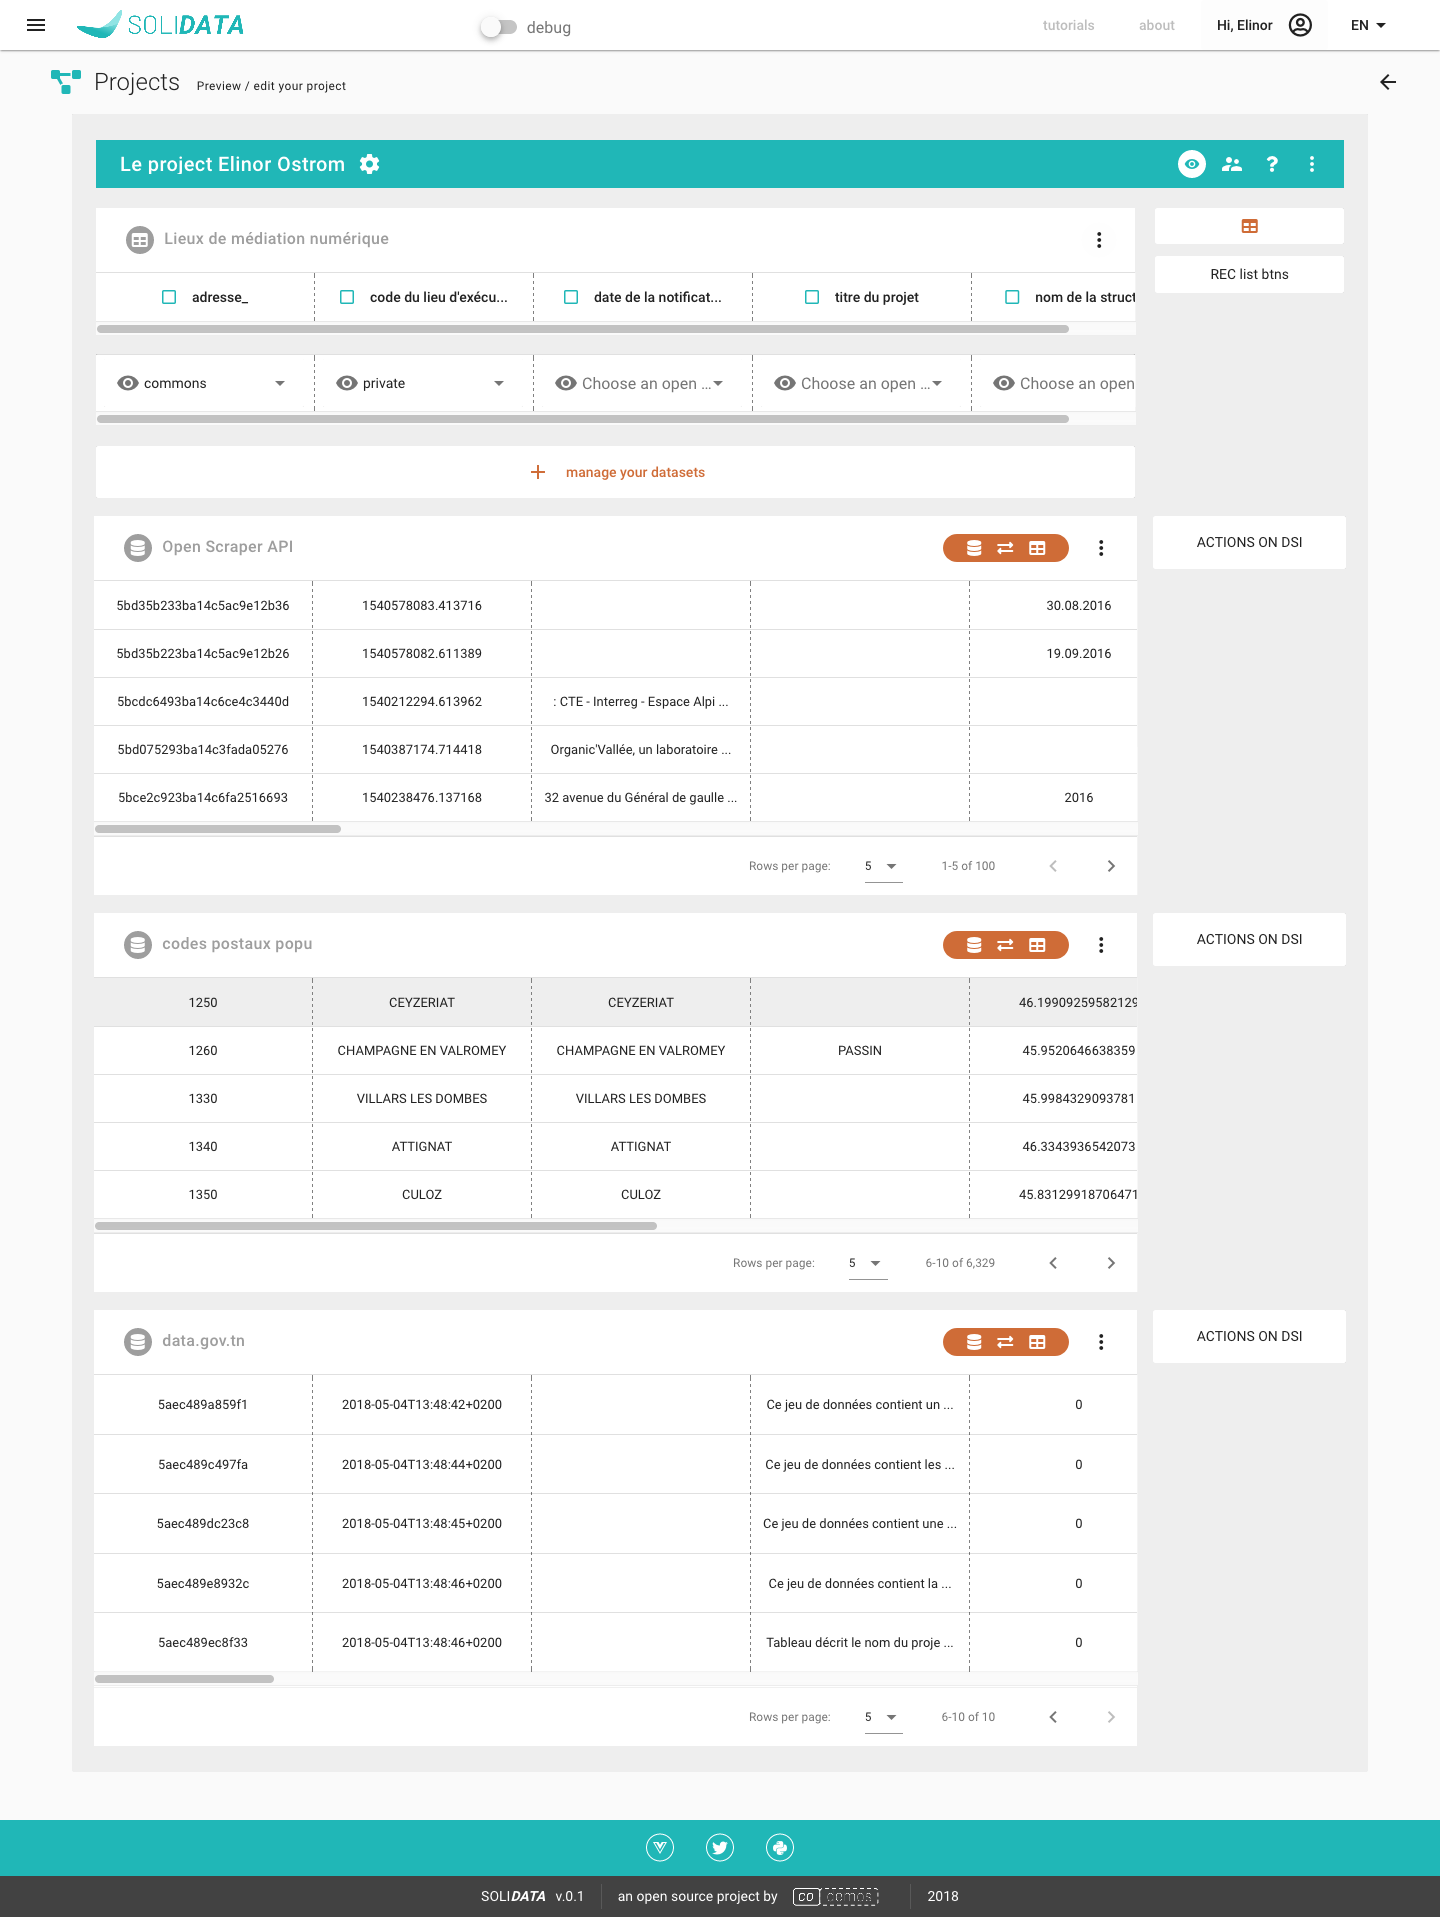 SOLIDATA debug tutorials about Hi, Elinor EN
Projects Preview / edit your project
Le project Elinor Ostrom ?
Lieux de médiation numérique
REC list btns
adresse_ code du lieu d'exécu... date de la notificat... titre du projet nom de la struct
commons private Choose an open ... Choose an open ... Choose an open
manage your datasets
Open Scraper API
ACTIONS ON DSI
5bd35b233ba14c5ac9e12b36 1540578083.413716 30.08.2016
5bd35b223ba14c5ac9e12b26 1540578082.611389 19.09.2016
5bcdc6493ba14c6ce4c3440d 1540212294.613962 : CTE - Interreg - Espace Alpi ...
5bd075293ba14c3fada05276 1540387174.714418 Organic'Vallée, un laboratoire ...
5bce2c923ba14c6fa2516693 1540238476.137168 32 avenue du Général de gaulle ... 2016
Rows per page: 5 1-5 of 100
codes postaux popu
ACTIONS ON DSI
1250 CEYZERIAT CEYZERIAT 46.19909259582129
1260 CHAMPAGNE EN VALROMEY CHAMPAGNE EN VALROMEY PASSIN 45.9520646638359
1330 VILLARS LES DOMBES VILLARS LES DOMBES 45.9984329093781
1340 ATTIGNAT ATTIGNAT 46.3343936542073
1350 CULOZ CULOZ 45.83129918706471
Rows per page: 5 6-10 of 6,329
data.gov.tn
ACTIONS ON DSI
5aec489a859f1 2018-05-04T13:48:42+0200 Ce jeu de données contient un ... 0
5aec489c497fa 2018-05-04T13:48:44+0200 Ce jeu de données contient les ... 0
5aec489dc23c8 2018-05-04T13:48:45+0200 Ce jeu de données contient une ... 0
5aec489e8932c 2018-05-04T13:48:46+0200 Ce jeu de données contient la ... 0
5aec489ec8f33 2018-05-04T13:48:46+0200 Tableau décrit le nom du proje ... 0
Rows per page: 5 6-10 of 10
SOLIDATA v.0.1 an open source project by co comos 2018